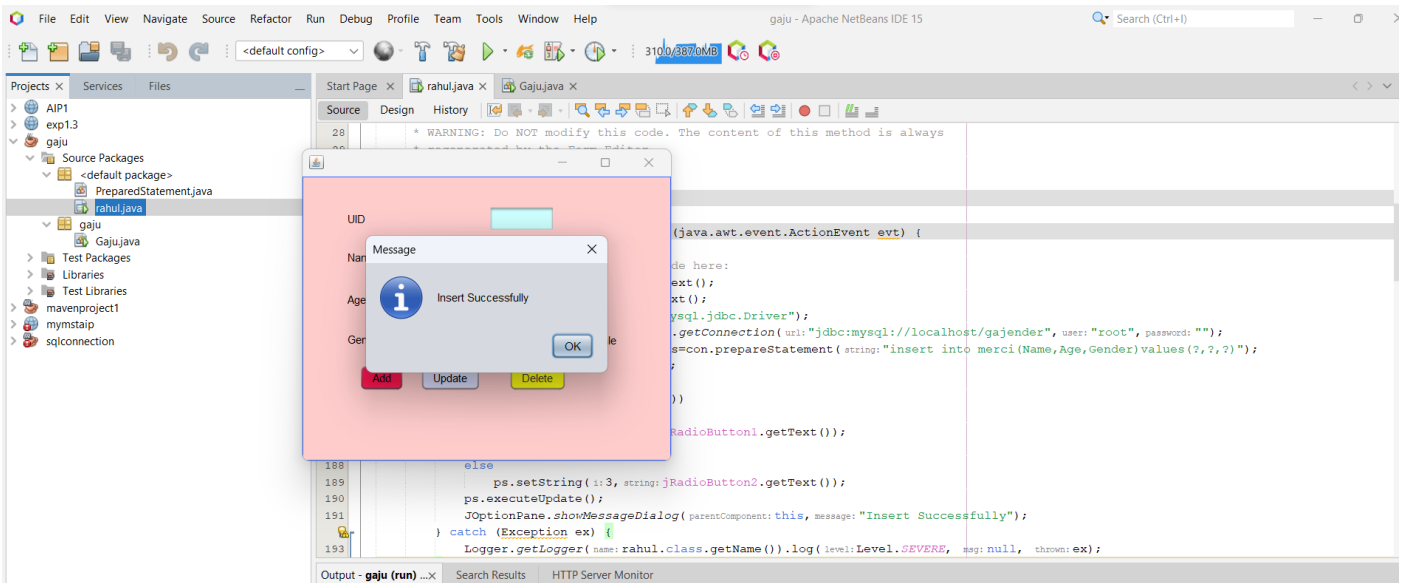 File Edit View Navigate Source Refactor Run Debug Profile Team Tools Window Help gaju - Apache NetBeans IDE 15 Search (Ctrl+I)
<default config> 310.0/387.0MB
Projects Services Files
AIP1
exp1.3
gaju
Source Packages
<default package>
PreparedStatement.java
rahul.java
gaju
Gaju.java
Test Packages
Libraries
Test Libraries
mavenproject1
mymstaip
sqlconnection
Start Page rahul.java Gaju.java
Source Design History
28 * WARNING: Do NOT modify this code. The content of this method is always
(java.awt.event.ActionEvent evt) {
de here:
ext();
xt();
ysql.jdbc.Driver");
.getConnection( url: "jdbc:mysql://localhost/gajender", user: "root", password: "");
s=con.prepareStatement( string: "insert into merci(Name,Age,Gender)values(?,?,?)");
;
))
RadioButton1.getText());
188 else
189 ps.setString( i: 3, string: jRadioButton2.getText());
190 ps.executeUpdate();
191 JOptionPane.showMessageDialog( parentComponent: this, message: "Insert Successfully");
} catch (Exception ex) {
193 Logger.getLogger( name: rahul.class.getName()).log( level: Level.SEVERE, msg: null, thrown: ex);
UID
Nan
Age
Ger
le
Add Update Delete
Message
Insert Successfully
OK
Output - gaju (run) ...x Search Results HTTP Server Monitor